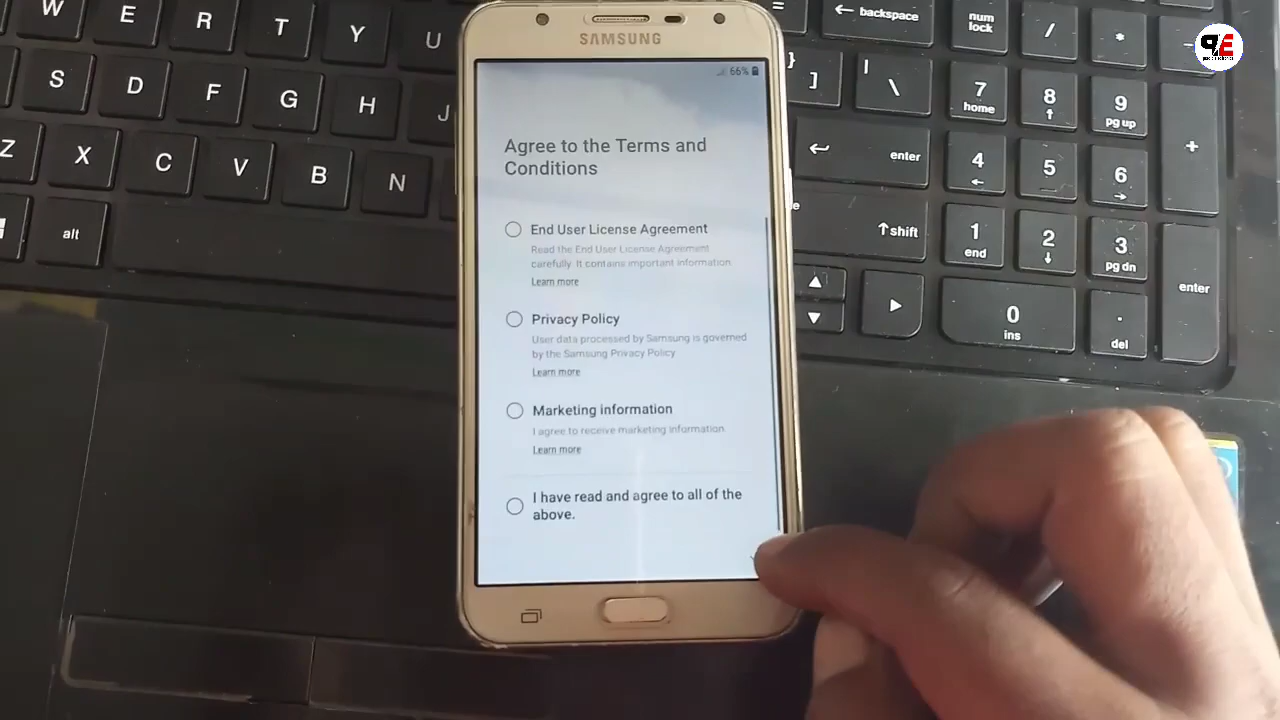 SAMSUNG
66%
Agree to the Terms and
Conditions
End User License Agreement
Read the End User License Agreement
carefully. It contains important information.
Learn more
Privacy Policy
User data processed by Samsung is governed
by the Samsung Privacy Policy
Learn more
Marketing information
I agree to receive marketing information.
Learn more
I have read and agree to all of the
above.
W E R T Y U
S D F G H J
Z X C V B N
alt
= ← backspace num lock / * -
} ] | \ 7 home 8 ↑ 9 pg up +
← enter 4 ← 5 6 →
↑ shift 1 end 2 ↓ 3 pg dn enter
0 ins . del